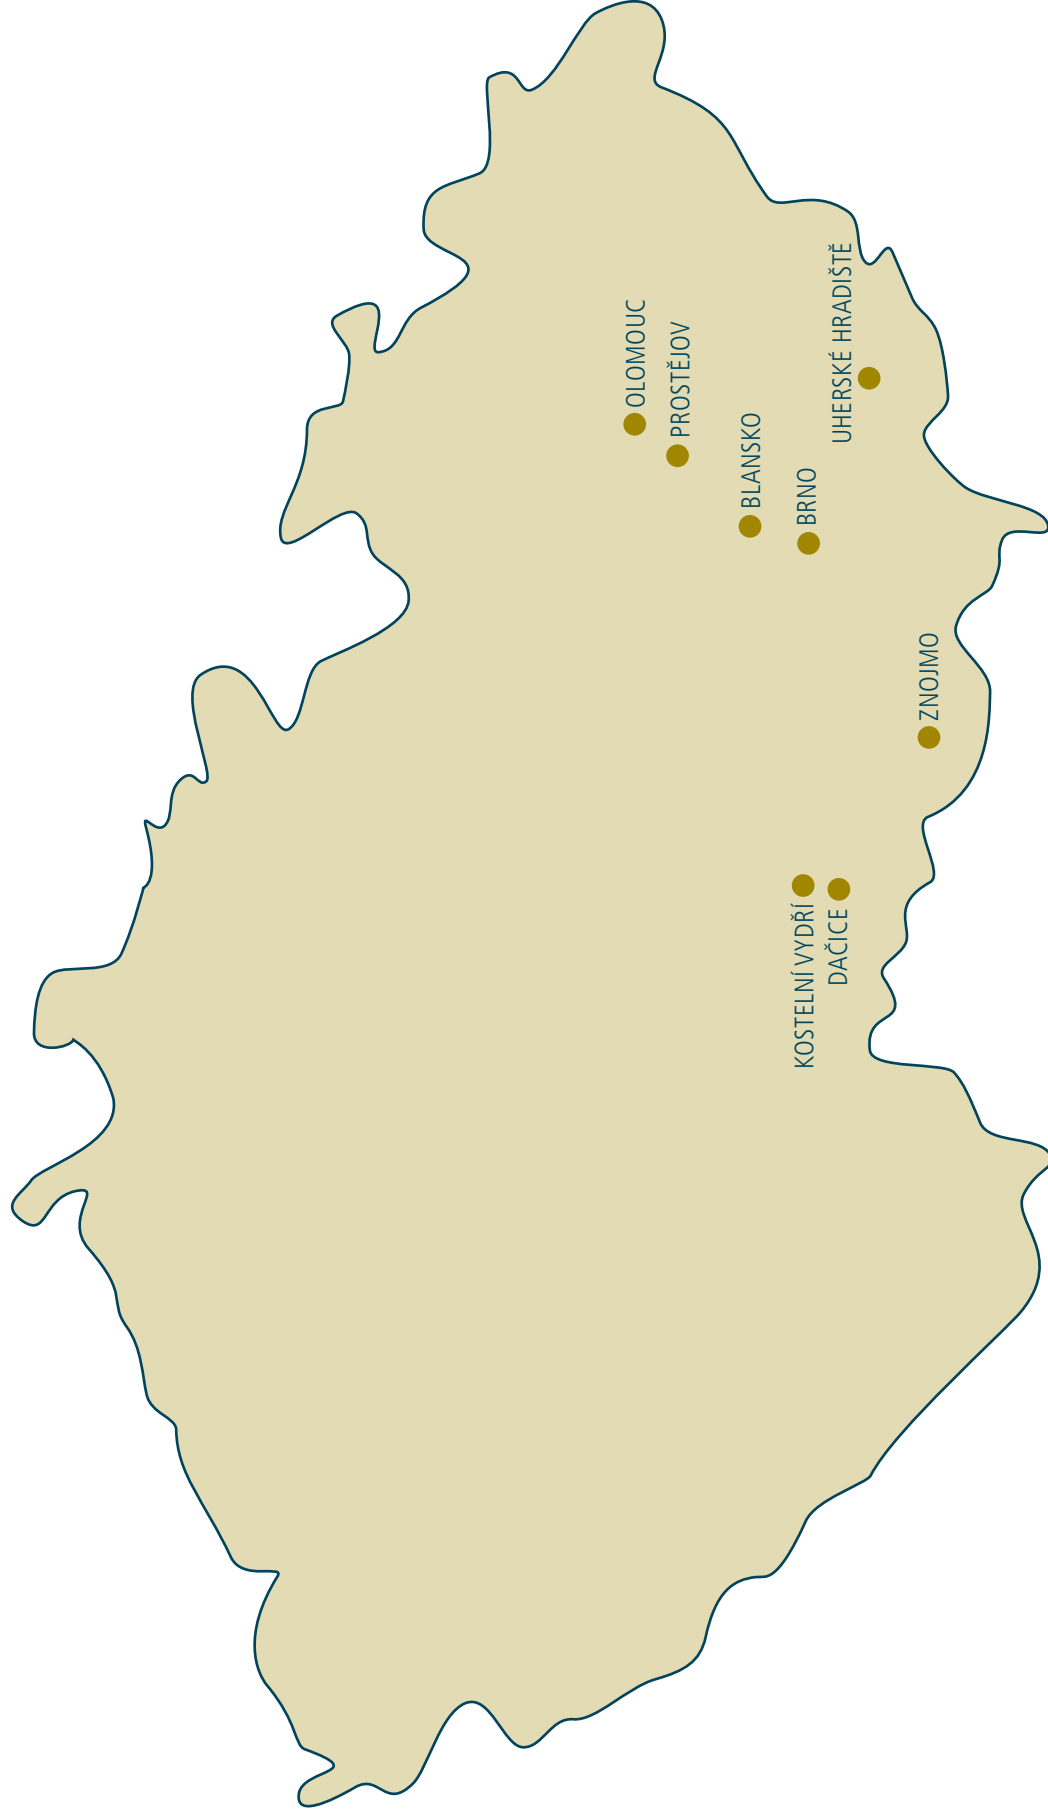 OLOMOUC
PROSTĚJOV
BLANSKO
BRNO
UHERSKÉ HRADIŠTĚ
ZNOJMO
KOSTELNÍ VYDŘÍ
DAČICE